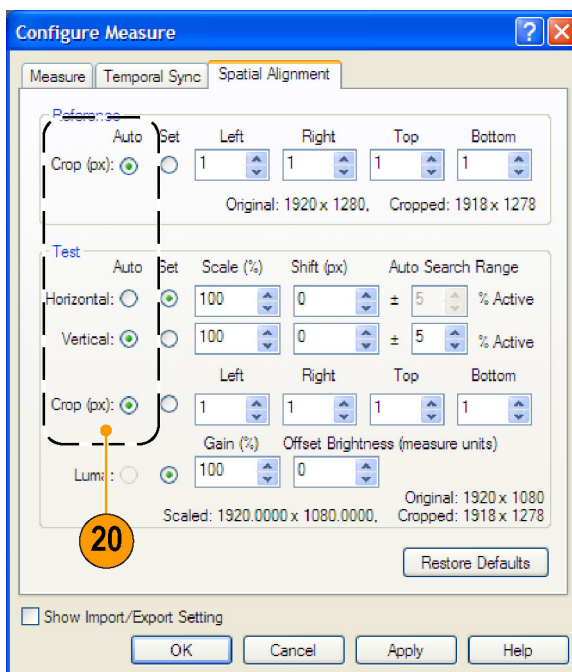 Configure Measure
Measure Temporal Sync Spatial Alignment
Reference
Auto Set Left Right Top Bottom
Crop (px): 1 1 1 1
Original: 1920 x 1280, Cropped: 1918 x 1278
Test
Auto Set Scale (%) Shift (px) Auto Search Range
Horizontal: 100 0 ± 5 % Active
Vertical: 100 0 ± 5 % Active
Left Right Top Bottom
Crop (px): 1 1 1 1
Gain (%) Offset Brightness (measure units)
Luma: 100 0
Original: 1920 x 1080
Scaled: 1920.0000 x 1080.0000, Cropped: 1918 x 1278
20
Restore Defaults
Show Import/Export Setting
OK Cancel Apply Help